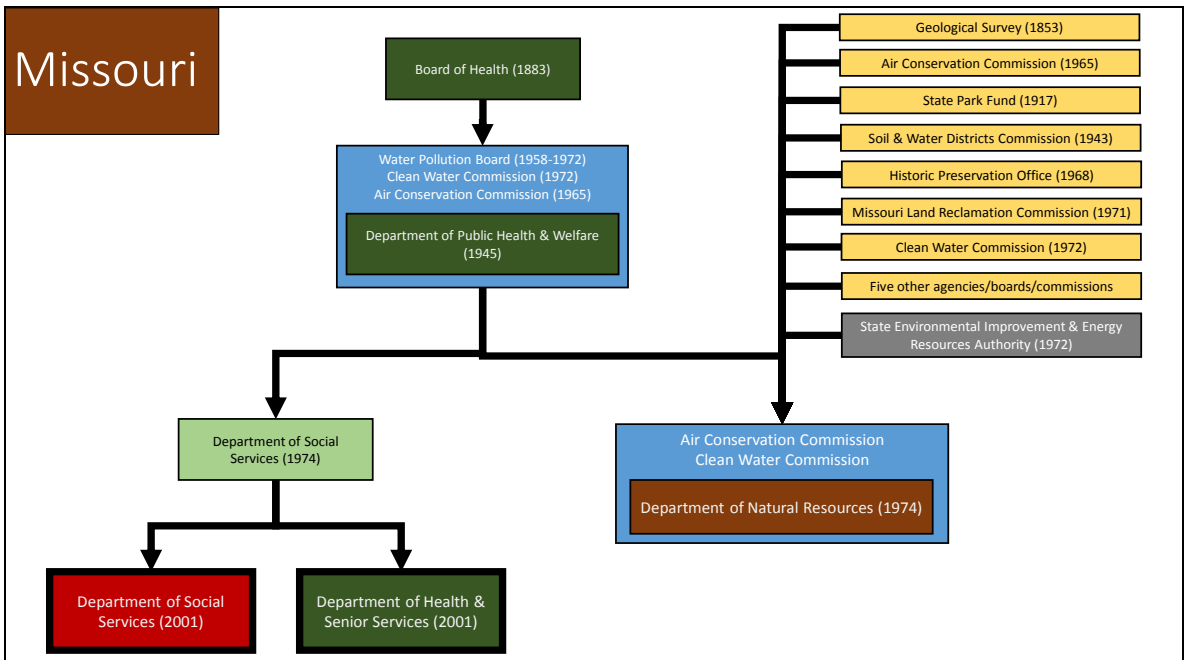 Missouri
Board of Health (1883)
Water Pollution Board (1958-1972)
Clean Water Commission (1972)
Air Conservation Commission (1965)
Department of Public Health & Welfare
(1945)
Geological Survey (1853)
Air Conservation Commission (1965)
State Park Fund (1917)
Soil & Water Districts Commission (1943)
Historic Preservation Office (1968)
Missouri Land Reclamation Commission (1971)
Clean Water Commission (1972)
Five other agencies/boards/commissions
State Environmental Improvement & Energy
Resources Authority (1972)
Department of Social
Services (1974)
Air Conservation Commission
Clean Water Commission
Department of Natural Resources (1974)
Department of Social
Services (2001)
Department of Health &
Senior Services (2001)